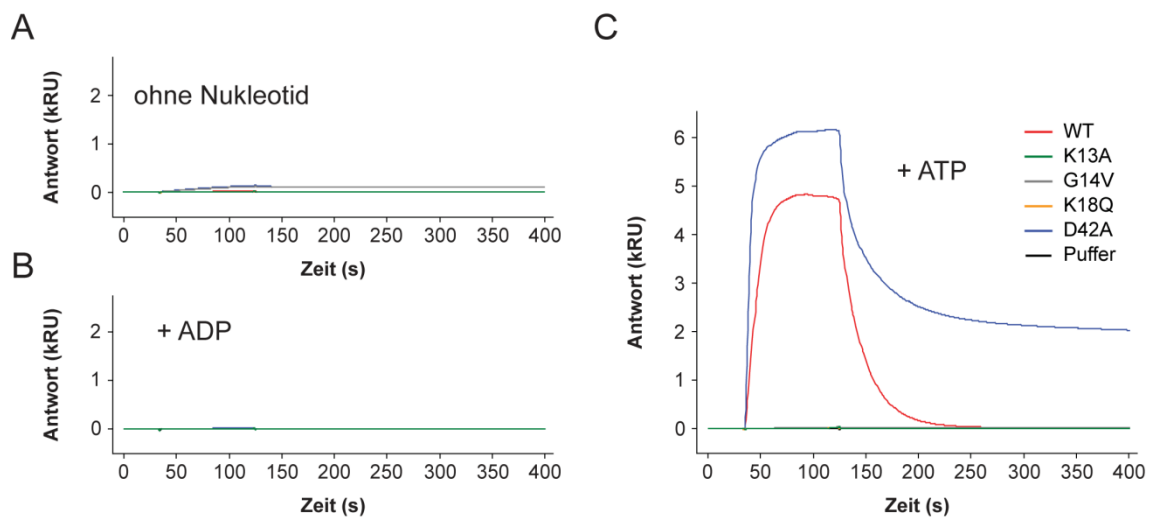 A
Antwort (kRU)
2
1
0
ohne Nukleotid
0 50 100 150 200 250 300 350 400
Zeit (s)
B
Antwort (kRU)
2
1
0
+ ADP
0 50 100 150 200 250 300 350 400
Zeit (s)
C
Antwort (kRU)
6
5
4
3
2
1
0
+ ATP
WT
K13A
G14V
K18Q
D42A
Puffer
0 50 100 150 200 250 300 350 400
Zeit (s)